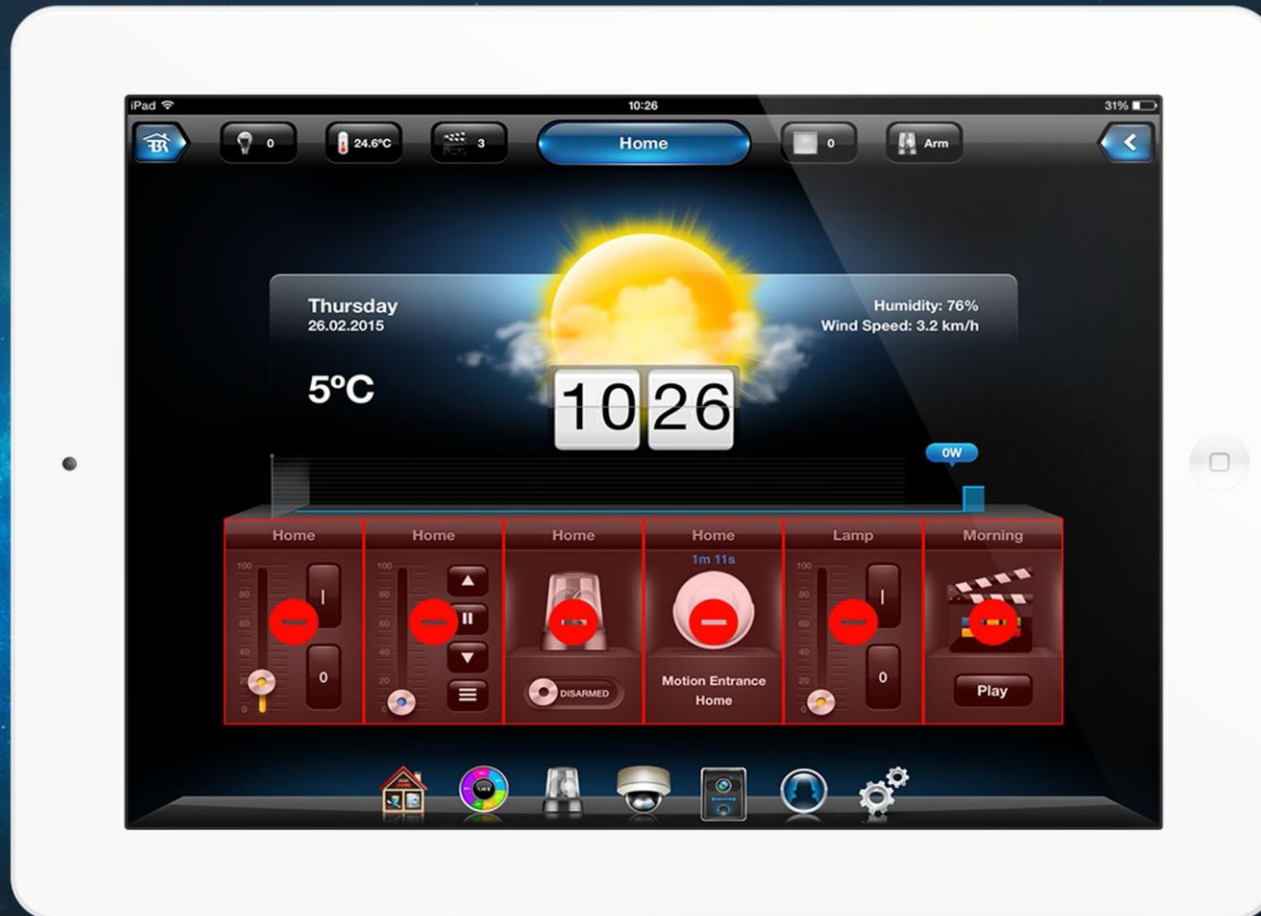 iPad
10:26
31%
BR
0
24.6°C
3
Home
0
Arm
Thursday
26.02.2015
5ºC
Humidity: 76%
Wind Speed: 3.2 km/h
10 26
0W
Home
Home
Home
Home
Lamp
Morning
1m 11s
100
80
60
40
20
0
I
0
100
80
60
40
20
0
DISARMED
Motion Entrance
Home
100
80
60
40
20
0
I
0
Play